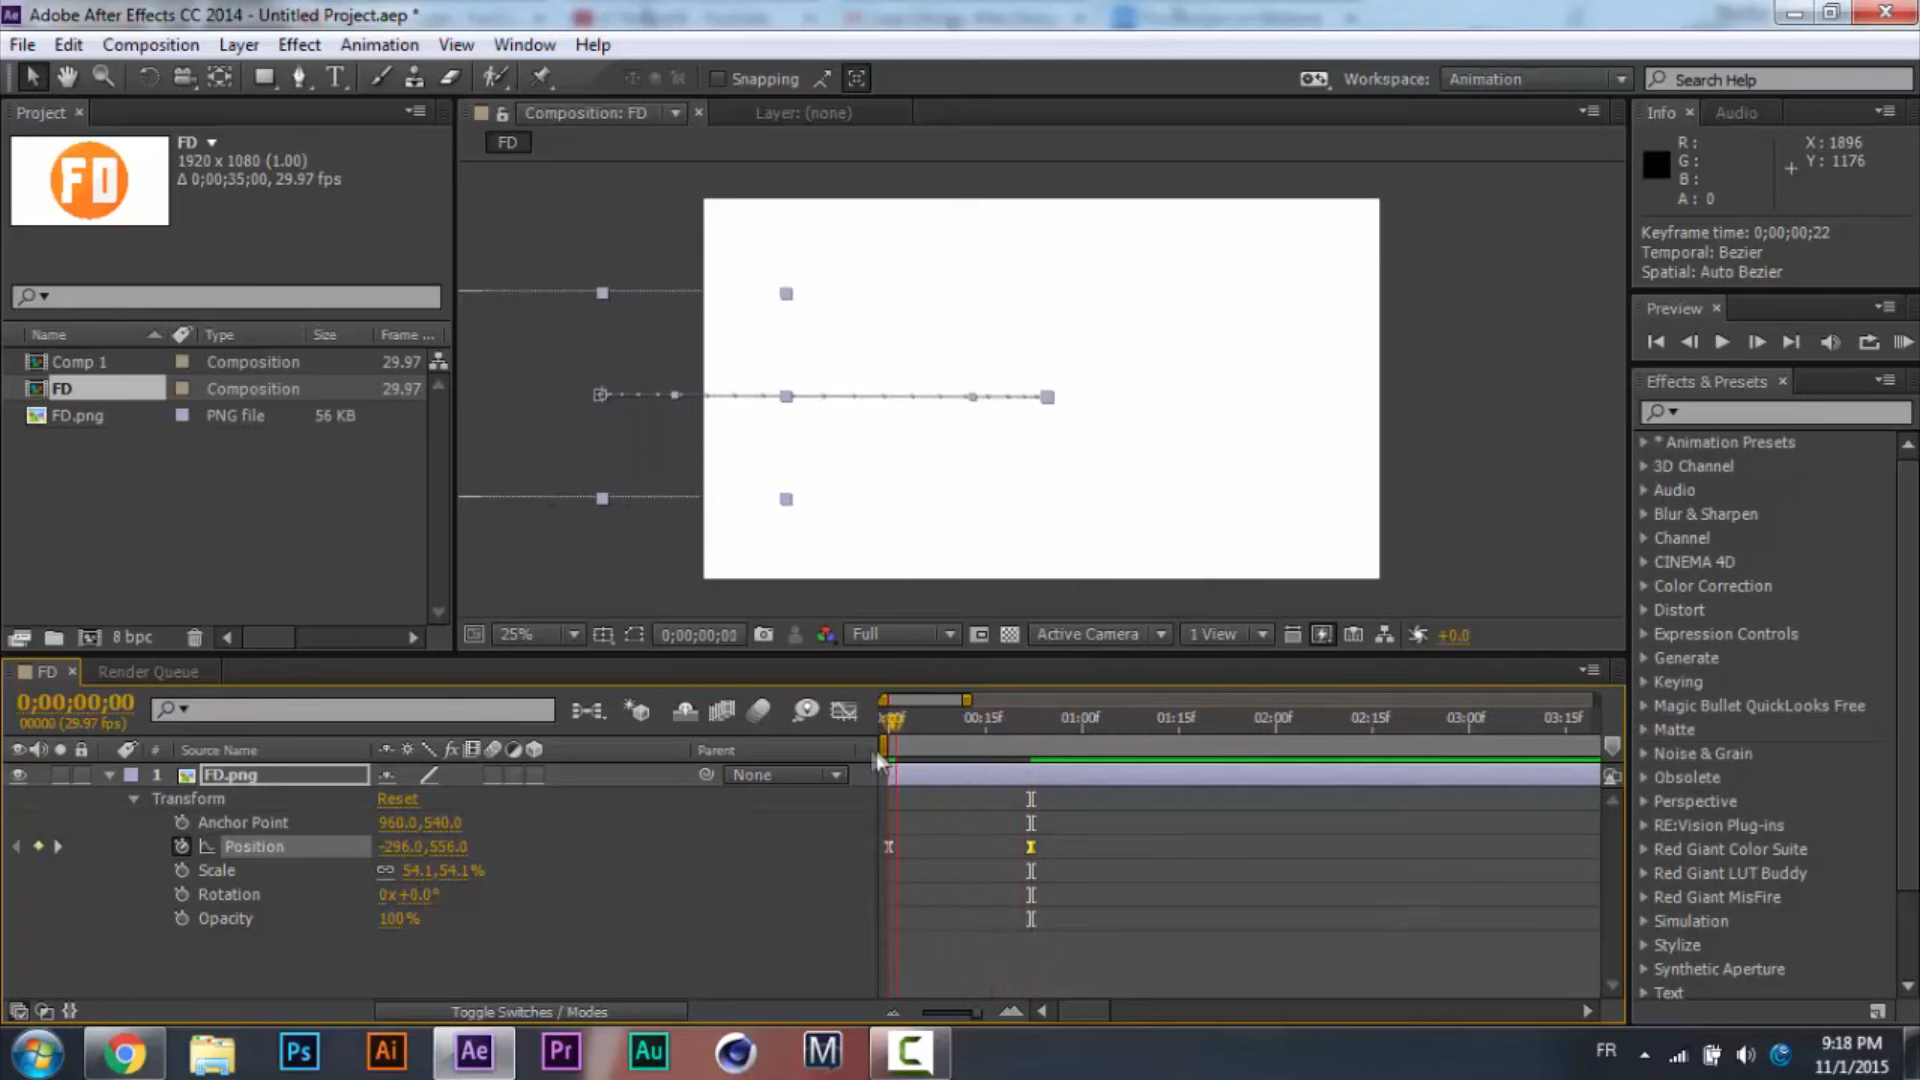 Adobe After Effects CC 2014 - Untitled Project.aep *
File Edit Composition Layer Effect Animation View Window Help
Snapping
Workspace: Animation
Search Help
Project
FD
FD
1920 x 1080 (1.00)
Δ 0;00;35;00, 29.97 fps
Name Type Size Frame ...
Comp 1 Composition 29.97
FD Composition 29.97
FD.png PNG file 56 KB
8 bpc
Composition: FD
Layer: (none)
FD
25% 0;00;00;00 Full Active Camera 1 View +0.0
Info Audio
R: X: 1896
G: Y: 1176
B:
A: 0
Keyframe time: 0;00;00;22
Temporal: Bezier
Spatial: Auto Bezier
Preview
Effects & Presets
* Animation Presets
3D Channel
Audio
Blur & Sharpen
Channel
CINEMA 4D
Color Correction
Distort
Expression Controls
Generate
Keying
Magic Bullet QuickLooks Free
Matte
Noise & Grain
Obsolete
Perspective
RE:Vision Plug-ins
Red Giant Color Suite
Red Giant LUT Buddy
Red Giant MisFire
Simulation
Stylize
Synthetic Aperture
Text
FD Render Queue
0;00;00;00
00000 (29.97 fps)
00:15f 01:00f 01:15f 02:00f 02:15f 03:00f 03:15f
# Source Name fx Parent
1 FD.png None
Transform Reset
Anchor Point 960.0,540.0
Position -296.0,556.0
Scale 54.1,54.1%
Rotation 0x+0.0°
Opacity 100%
Toggle Switches / Modes
Ps Ai Ae Pr Au M C
FR
9:18 PM
11/1/2015